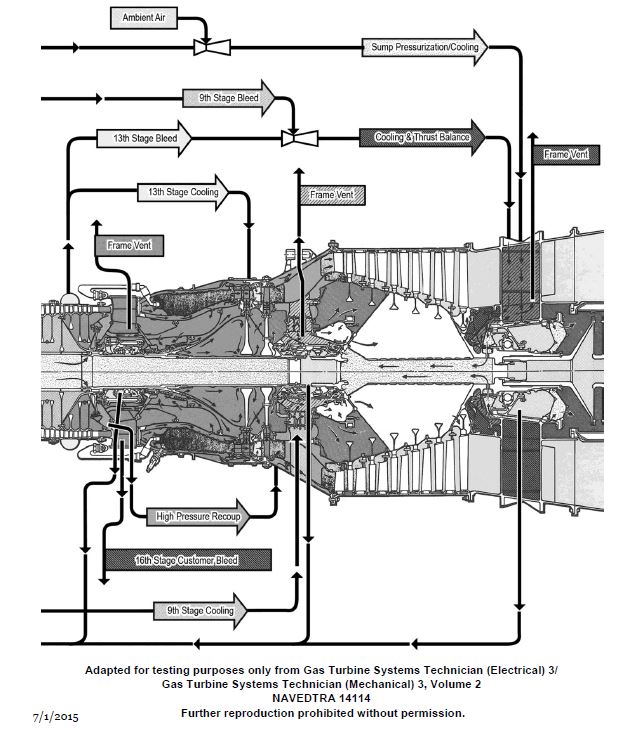 Ambient Air
Sump Pressurization/Cooling
9th Stage Bleed
13th Stage Bleed
Cooling & Thrust Balance
Frame Vent
13th Stage Cooling
Frame Vent
Frame Vent
High Pressure Recoup
16th Stage Customer Bleed
9th Stage Cooling
Adapted for testing purposes only from Gas Turbine Systems Technician (Electrical) 3/
Gas Turbine Systems Technician (Mechanical) 3, Volume 2
NAVEDTRA 14114
Further reproduction prohibited without permission.
7/1/2015